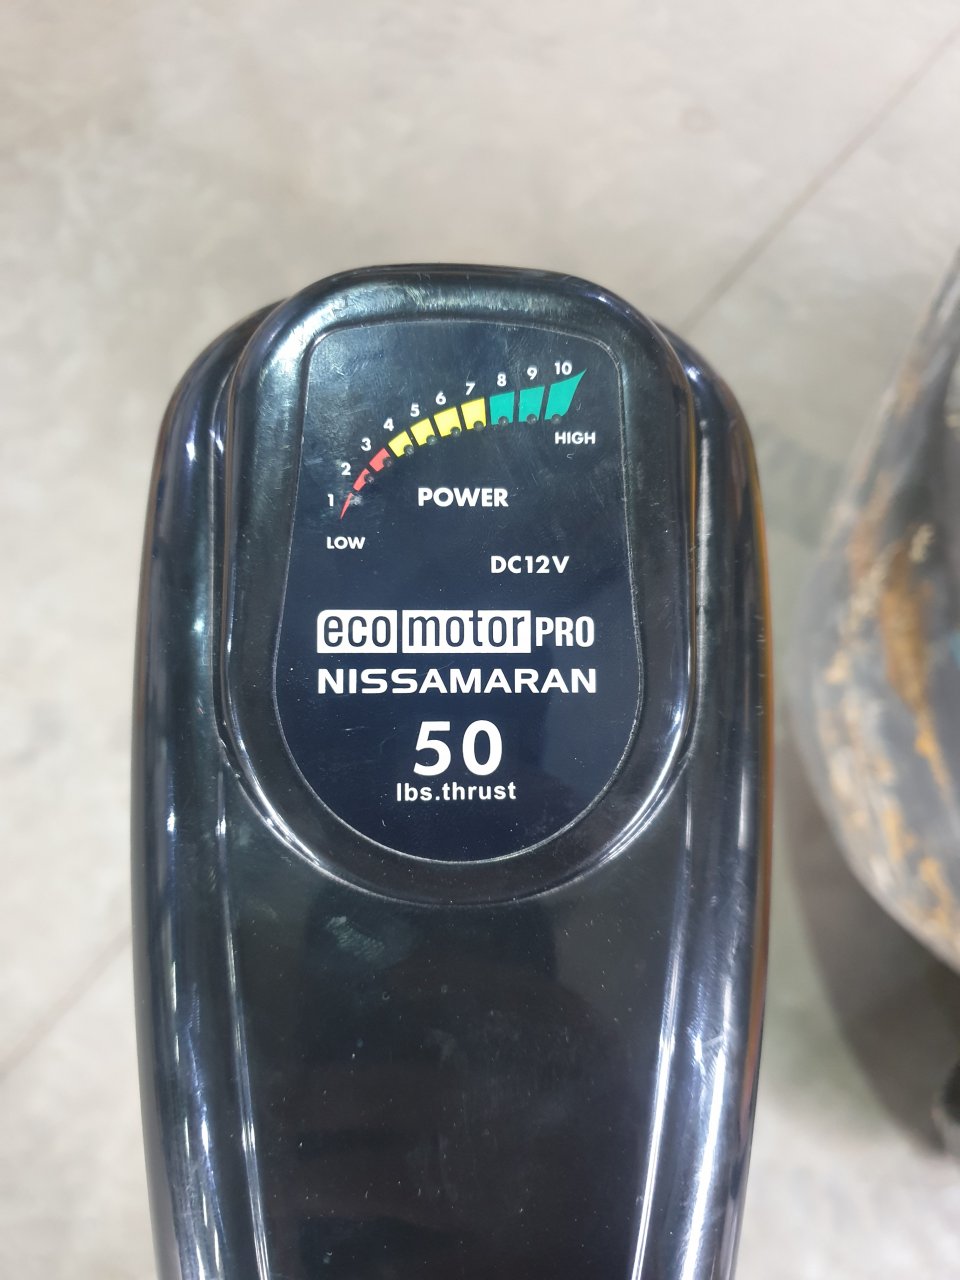 1 2 3 4 5 6 7 8 9 10
HIGH
POWER
LOW
DC12V
eco motor PRO
NISSAMARAN
50
lbs.thrust